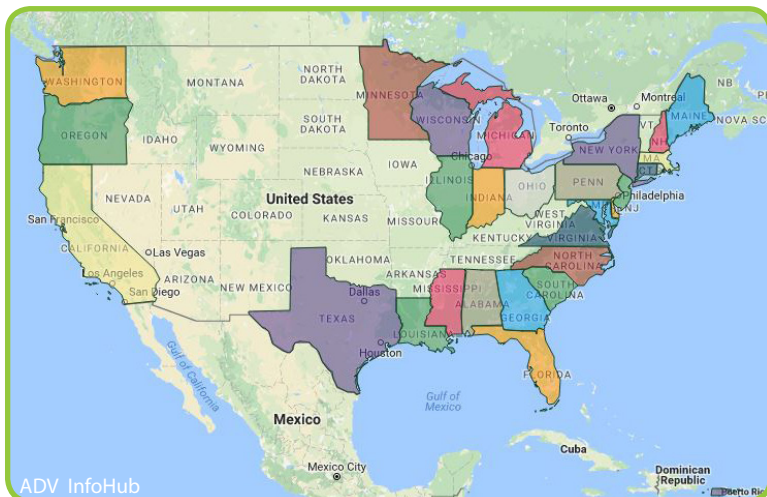 WASHINGTON
MONTANA
NORTH
DAKOTA
MINNESOTA
Ottawa
Montreal
NB
MAINE
NOVA SCO
VT
NH
OREGON
IDAHO
SOUTH
DAKOTA
WISCONSIN
MICHIGAN
Toronto
NEW YORK
MA
CT
WYOMING
Chicago
IOWA
NEBRASKA
ILLINOIS
INDIANA
OHIO
PENN
Philadelphia
NJ
NEVADA
UTAH
COLORADO
United States
KANSAS
MISSOURI
WEST
VIRGINIA
VIRGINIA
KENTUCKY
San Francisco
CALIFORNIA
Las Vegas
Los Angeles
San Diego
ARIZONA
NEW MEXICO
OKLAHOMA
ARKANSAS
TENNESSEE
NORTH
CAROLINA
MISSISSIPPI
ALABAMA
SOUTH
CAROLINA
GEORGIA
Dallas
TEXAS
LOUISIANA
Houston
FLORIDA
Gulf of
California
Gulf of
Mexico
Mexico
Mexico City
Cuba
Dominican
Republic
Puerto Ric
ADV InfoHub